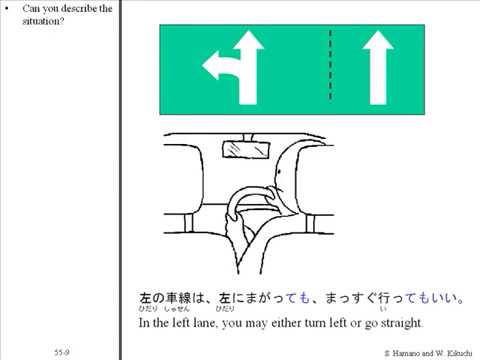 • Can you describe the
situation?
左の車線は、左にまがっても、まっすぐ行ってもいい。
ひだり しゃせん ひだり い
In the left lane, you may either turn left or go straight.
55-9
S. Hamano and W. Kikuchi